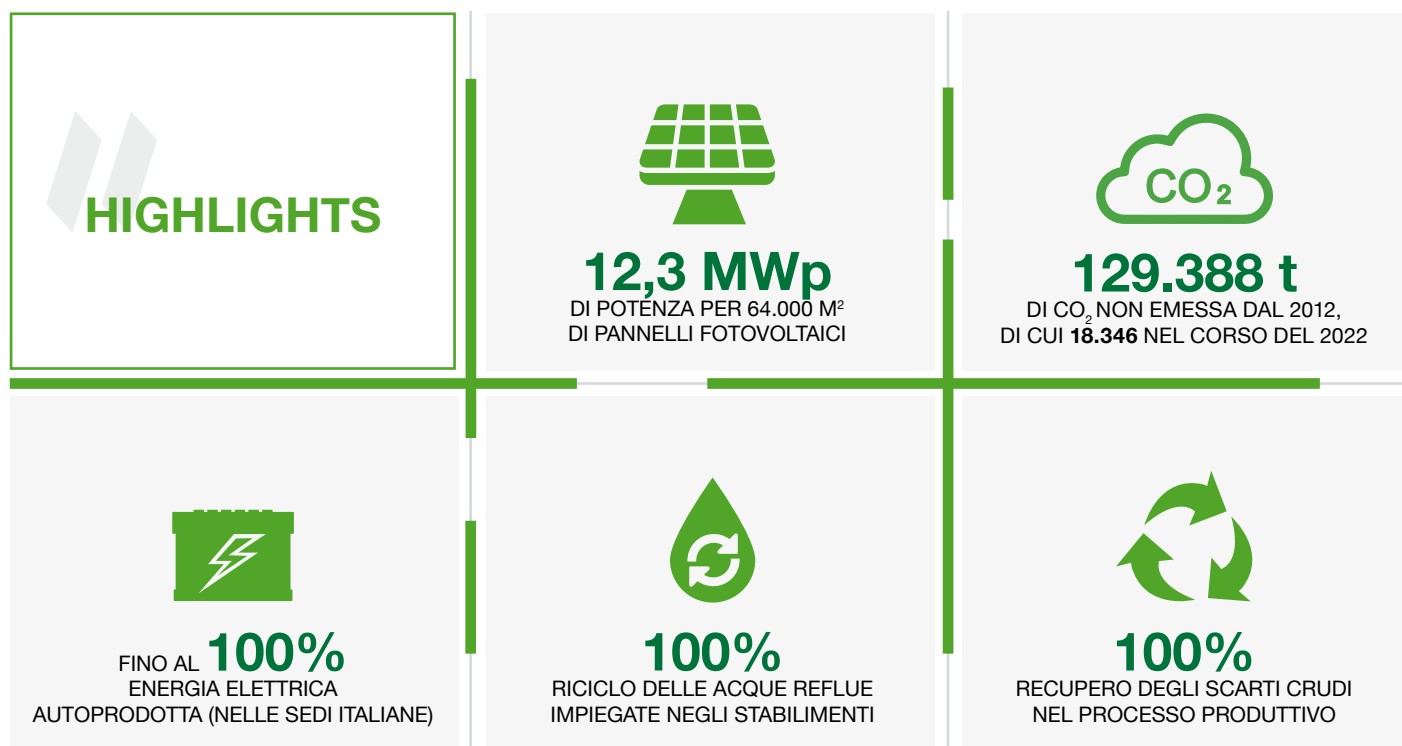 HIGHLIGHTS
12,3 MWp
DI POTENZA PER 64.000 M²
DI PANNELLI FOTOVOLTAICI
CO₂
129.388 t
DI CO₂ NON EMESSA DAL 2012,
DI CUI 18.346 NEL CORSO DEL 2022
FINO AL 100%
ENERGIA ELETTRICA
AUTOPRODOTTA (NELLE SEDI ITALIANE)
100%
RICICLO DELLE ACQUE REFLUE
IMPIEGATE NEGLI STABILIMENTI
100%
RECUPERO DEGLI SCARTI CRUDI
NEL PROCESSO PRODUTTIVO